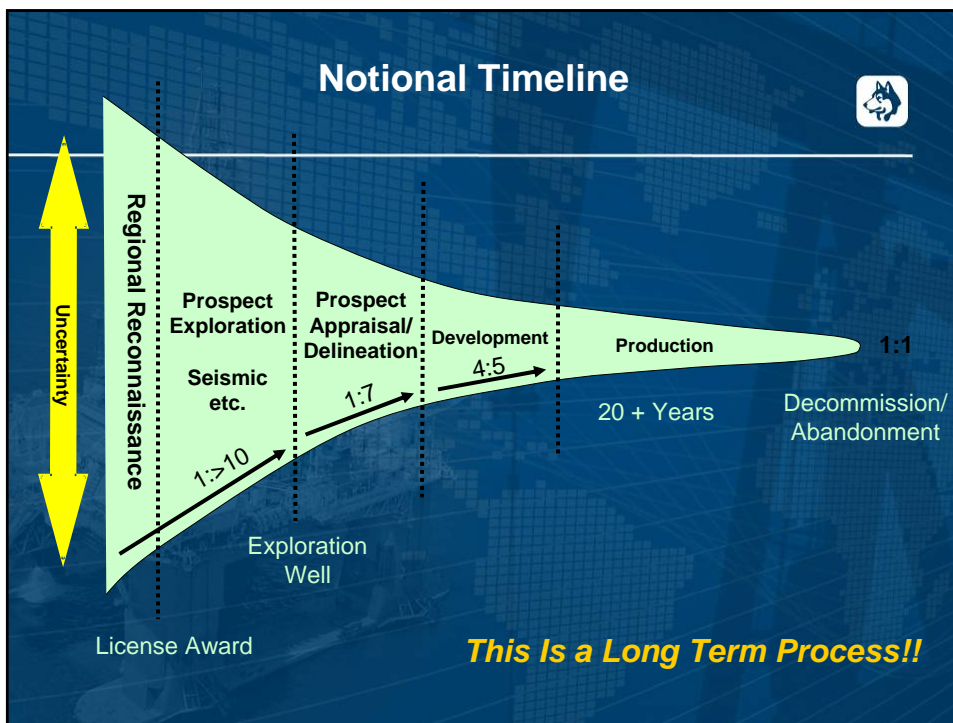 Notional Timeline
Uncertainty
Regional Reconnaissance
Prospect
Exploration
Seismic
etc.
1:>10
Prospect
Appraisal/
Delineation
1:7
Development
4:5
Production
1:1
20 + Years
Decommission/
Abandonment
Exploration
Well
License Award
This Is a Long Term Process!!